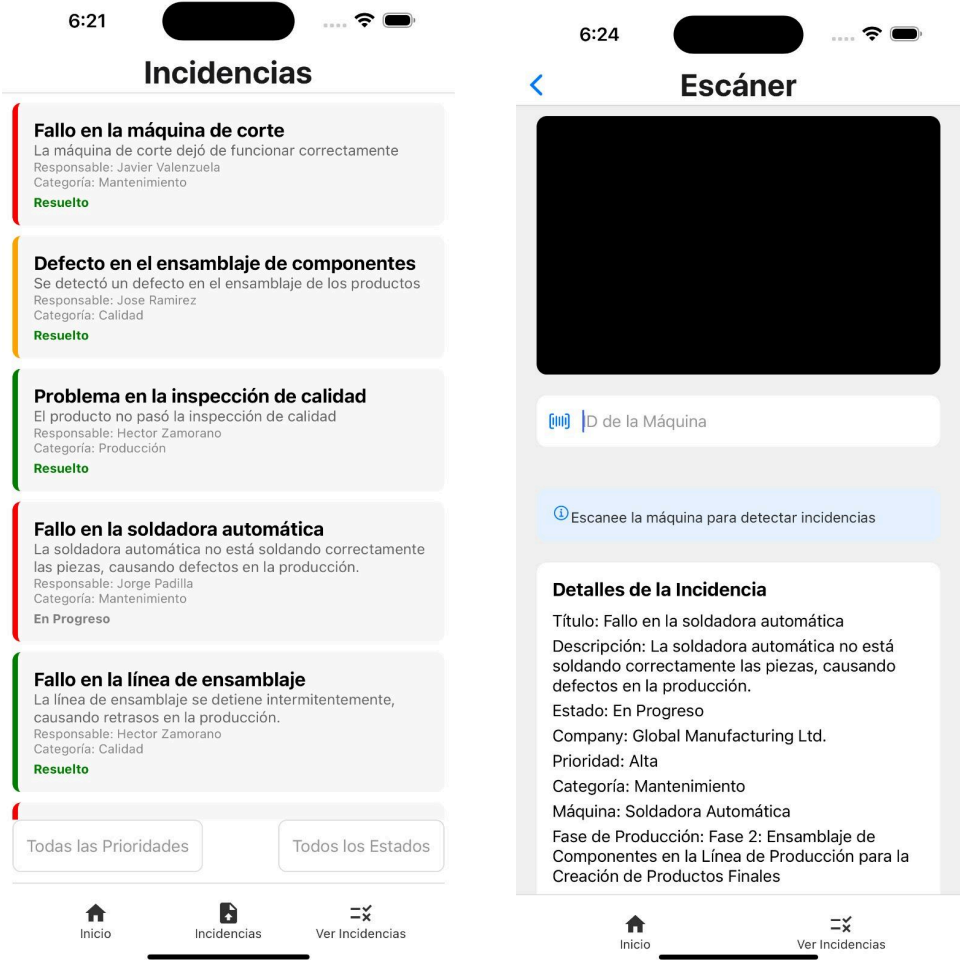 6:21
Incidencias
Fallo en la máquina de corte
La máquina de corte dejó de funcionar correctamente
Responsable: Javier Valenzuela
Categoría: Mantenimiento
Resuelto
Defecto en el ensamblaje de componentes
Se detectó un defecto en el ensamblaje de los productos
Responsable: Jose Ramirez
Categoría: Calidad
Resuelto
Problema en la inspección de calidad
El producto no pasó la inspección de calidad
Responsable: Hector Zamorano
Categoría: Producción
Resuelto
Fallo en la soldadora automática
La soldadora automática no está soldando correctamente
las piezas, causando defectos en la producción.
Responsable: Jorge Padilla
Categoría: Mantenimiento
En Progreso
Fallo en la línea de ensamblaje
La línea de ensamblaje se detiene intermitentemente,
causando retrasos en la producción.
Responsable: Hector Zamorano
Categoría: Calidad
Resuelto
Todas las Prioridades
Todos los Estados
Inicio
Incidencias
Ver Incidencias
6:24
Escáner
ID de la Máquina
Escanee la máquina para detectar incidencias
Detalles de la Incidencia
Título: Fallo en la soldadora automática
Descripción: La soldadora automática no está
soldando correctamente las piezas, causando
defectos en la producción.
Estado: En Progreso
Company: Global Manufacturing Ltd.
Prioridad: Alta
Categoría: Mantenimiento
Máquina: Soldadora Automática
Fase de Producción: Fase 2: Ensamblaje de
Componentes en la Línea de Producción para la
Creación de Productos Finales
Inicio
Ver Incidencias